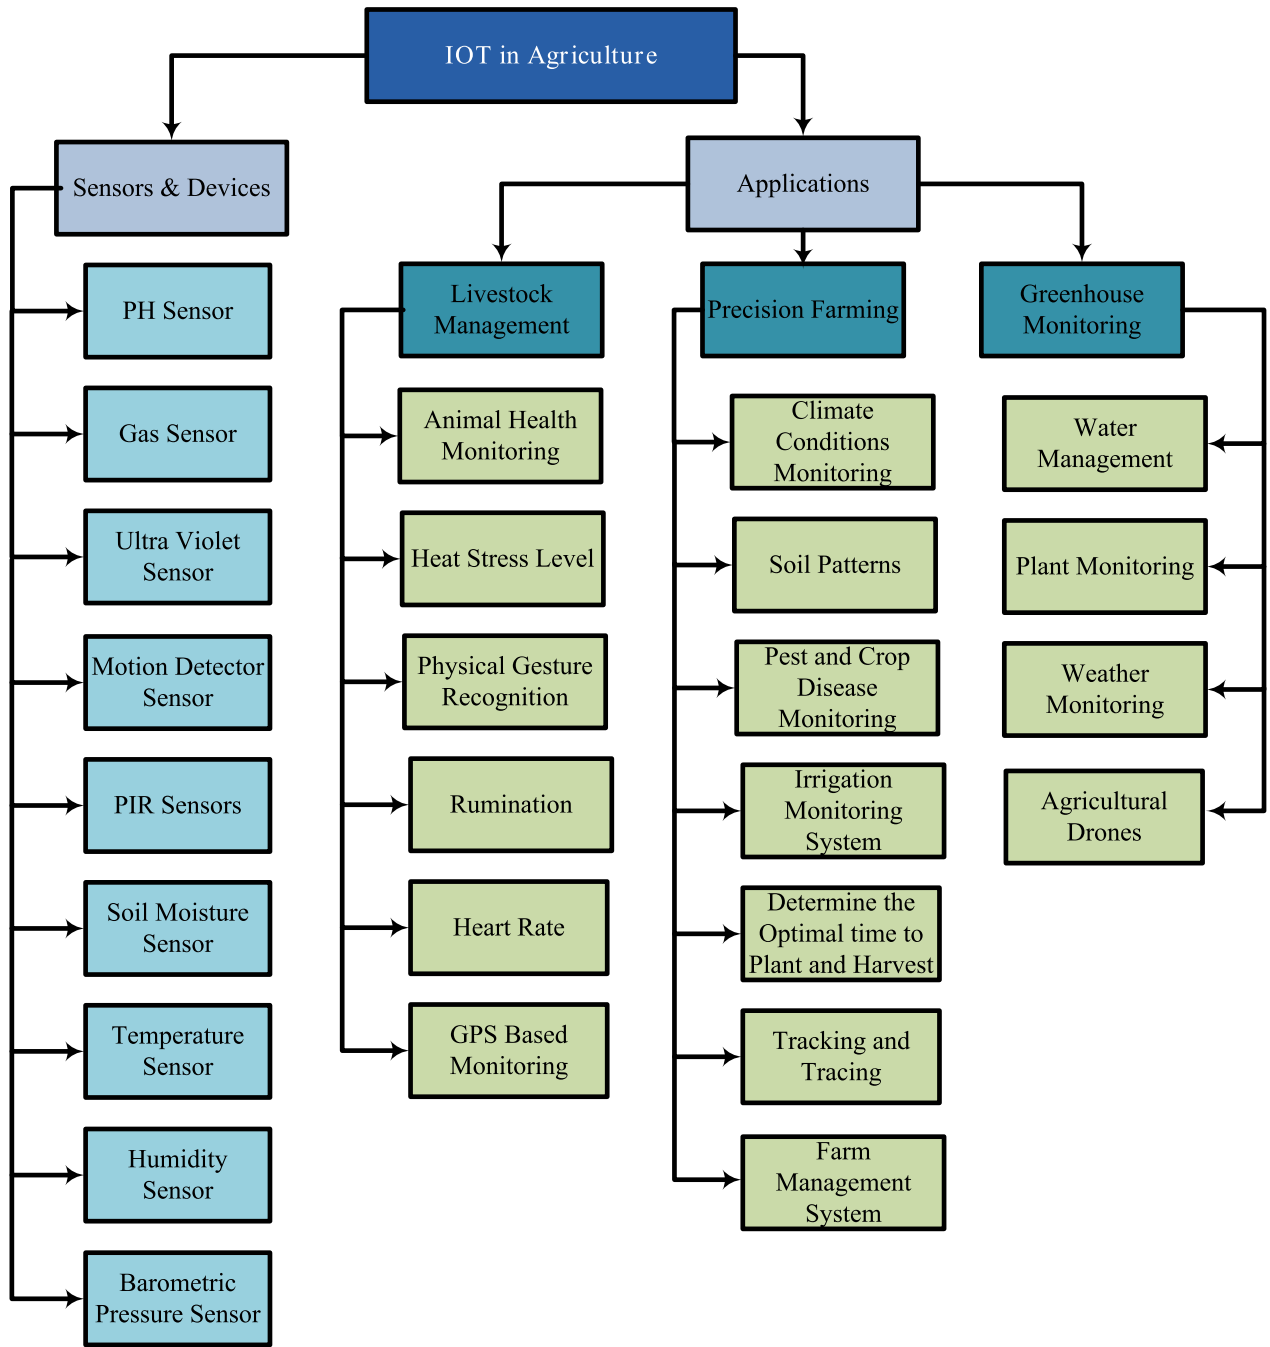 IOT in Agriculture
Sensors & Devices
Applications
PH Sensor
Gas Sensor
Ultra Violet
Sensor
Motion Detector
Sensor
PIR Sensors
Soil Moisture
Sensor
Temperature
Sensor
Humidity
Sensor
Barometric
Pressure Sensor
Livestock
Management
Animal Health
Monitoring
Heat Stress Level
Physical Gesture
Recognition
Rumination
Heart Rate
GPS Based
Monitoring
Precision Farming
Climate
Conditions
Monitoring
Soil Patterns
Pest and Crop
Disease
Monitoring
Irrigation
Monitoring
System
Determine the
Optimal time to
Plant and Harvest
Tracking and
Tracing
Farm
Management
System
Greenhouse
Monitoring
Water
Management
Plant Monitoring
Weather
Monitoring
Agricultural
Drones